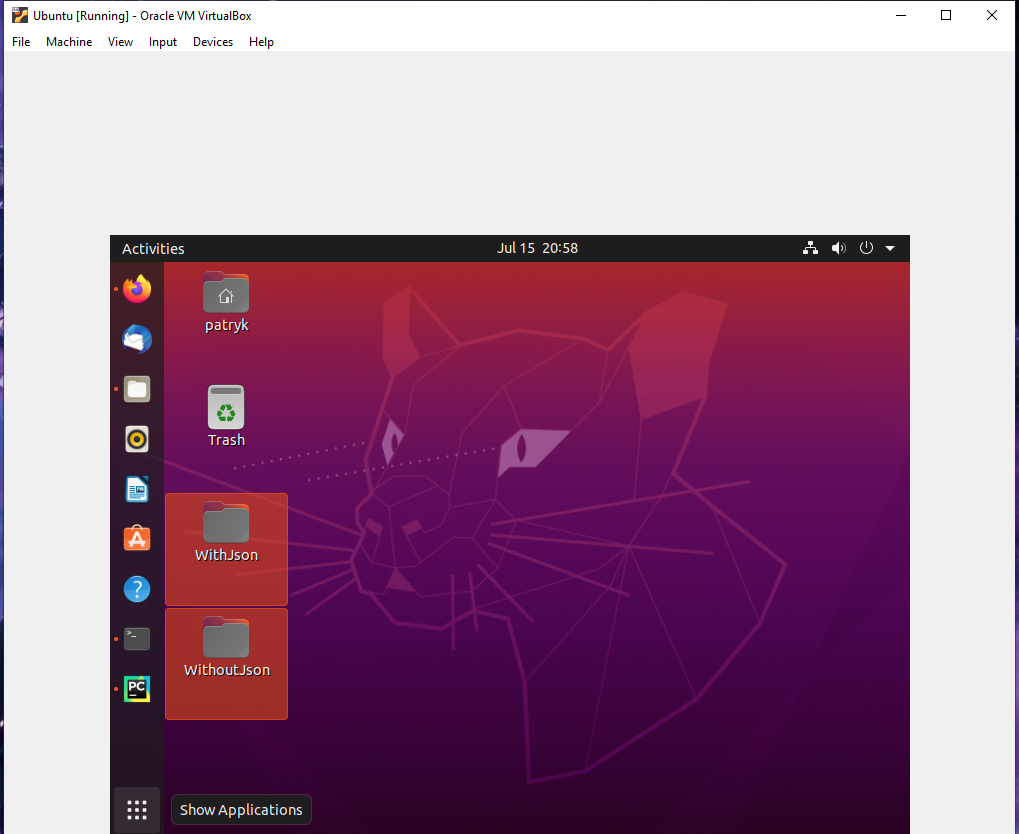 Ubuntu [Running] - Oracle VM VirtualBox
File Machine View Input Devices Help
Activities Jul 15 20:58
patryk
Trash
WithJson
WithoutJson
>_
PC
Show Applications